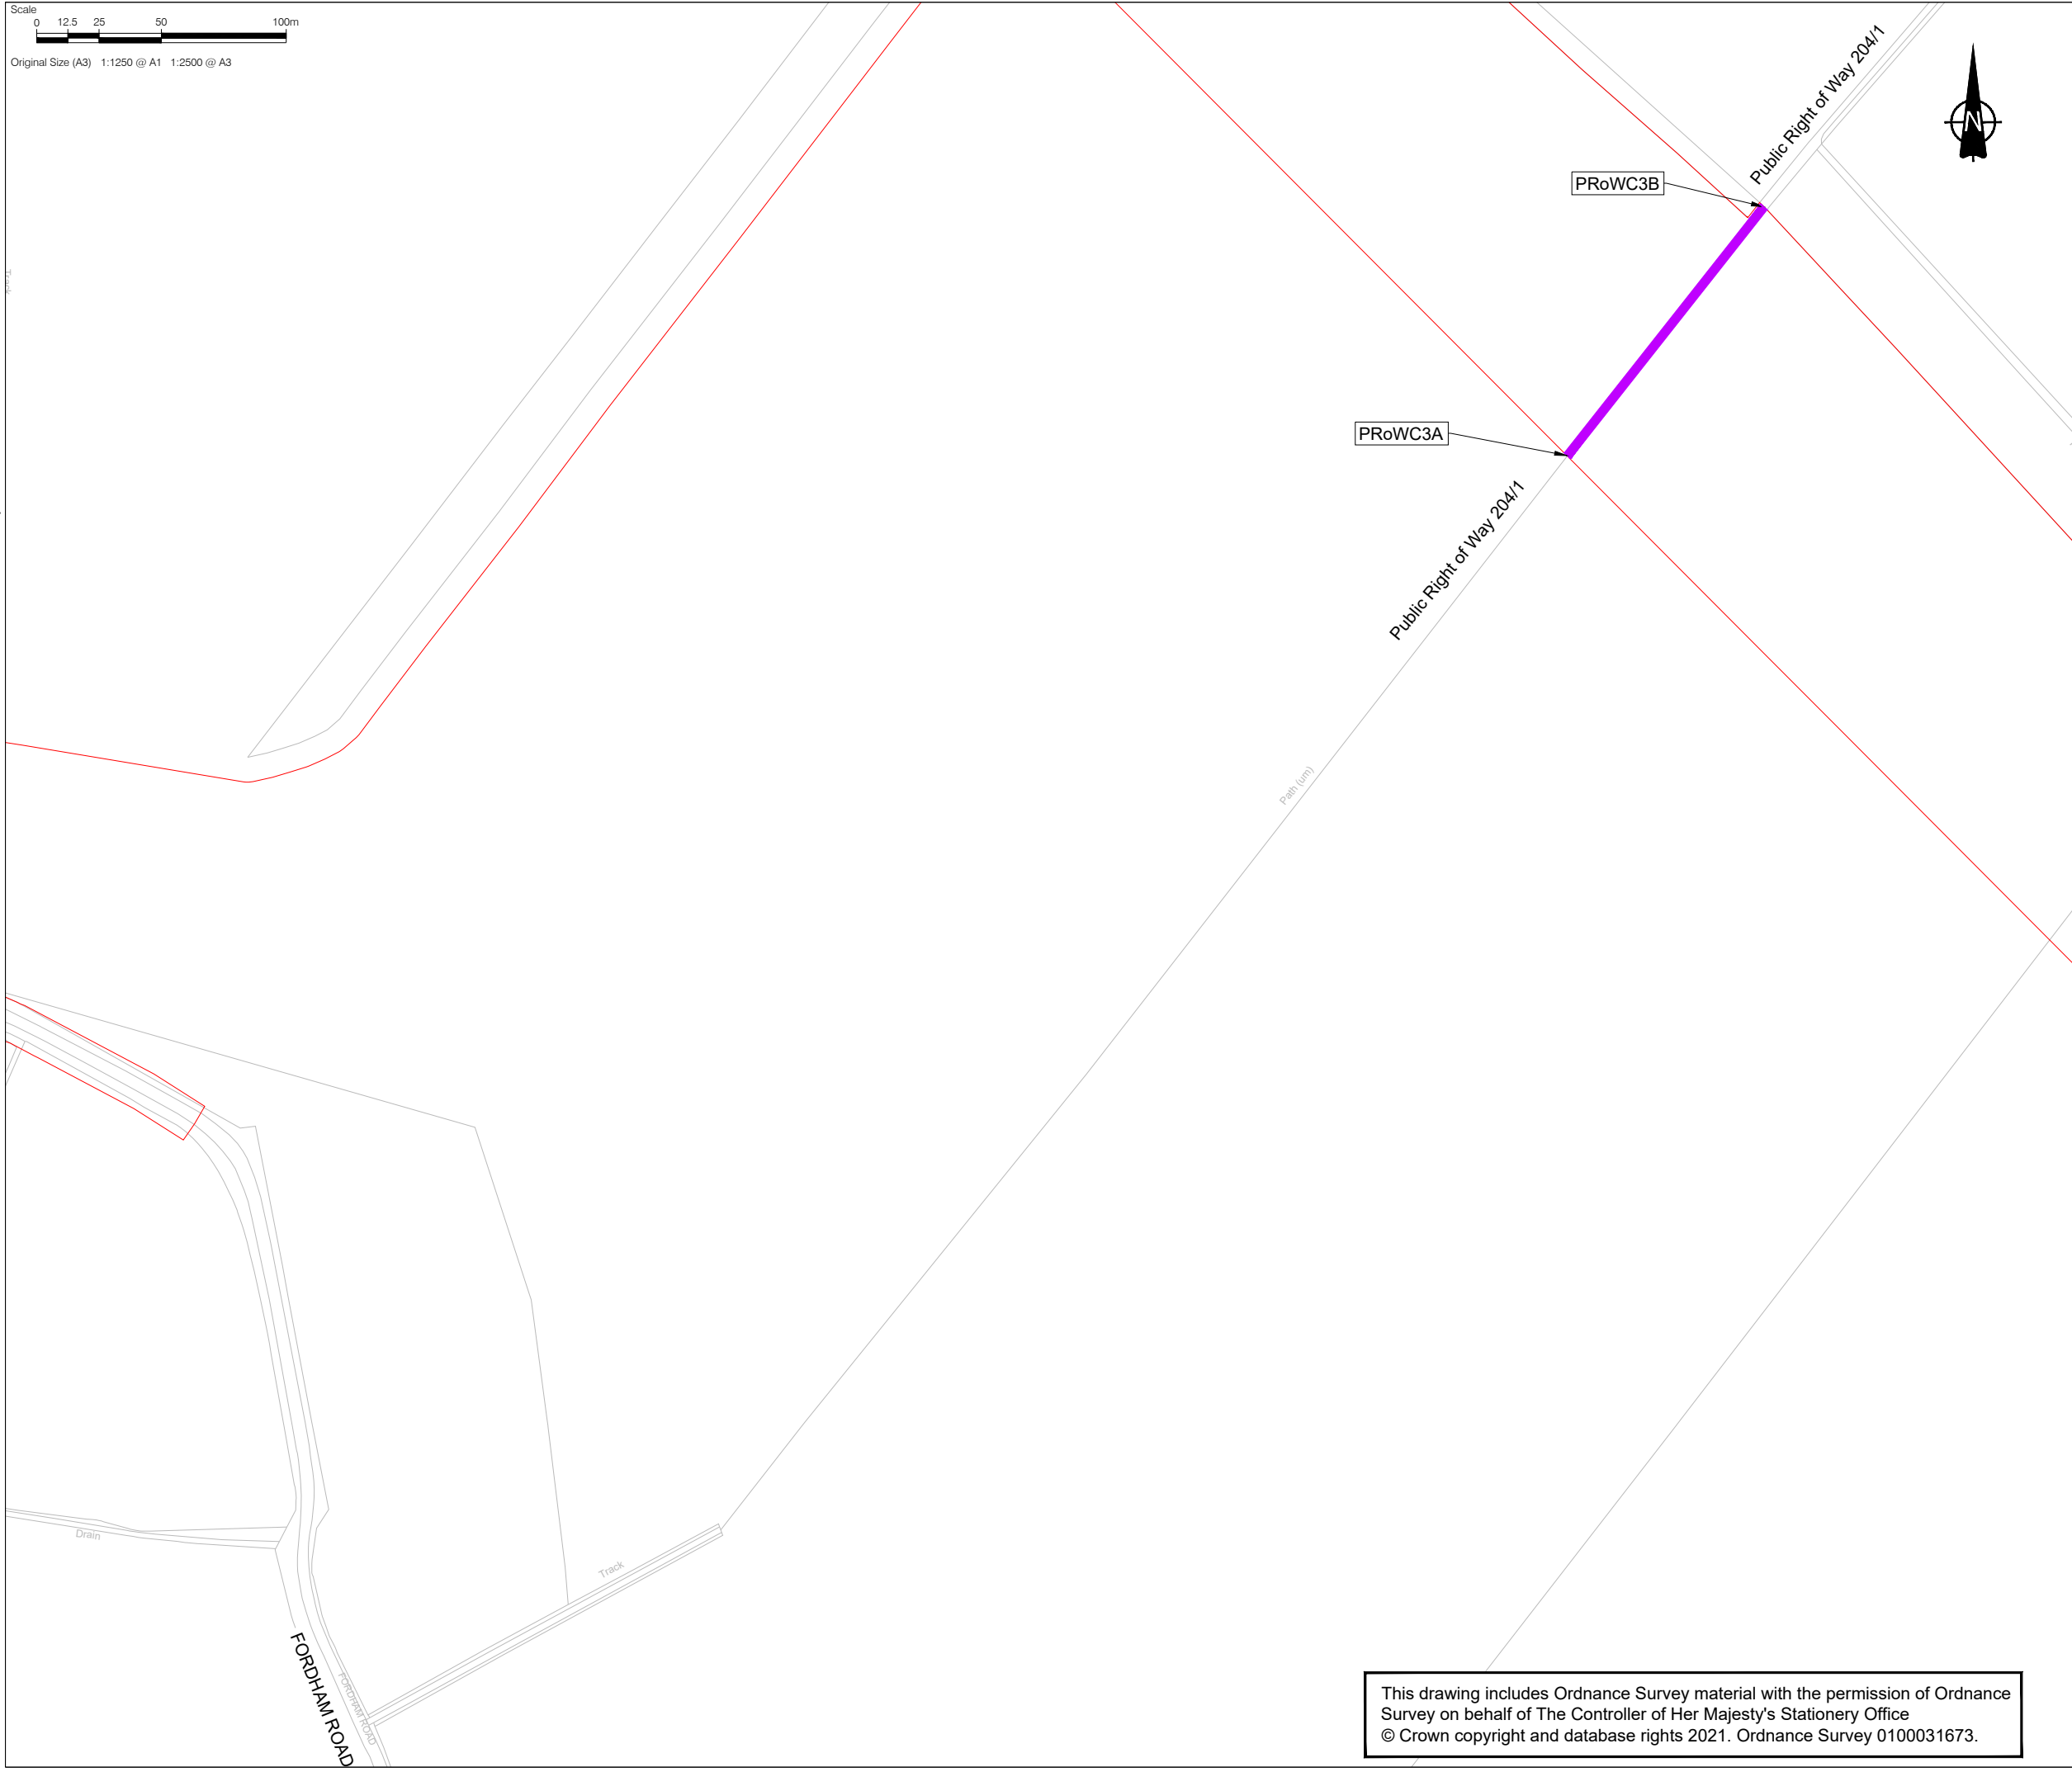 Scale
0 12.5 25 50 100m
Original Size (A3) 1:1250 @ A1 1:2500 @ A3
Public Right of Way 204/1
N
PRoWC3B
Track
PRoWC3A
Public Right of Way 204/1
Path (um)
Drain
Track
FORDHAM ROAD
FORDHAM ROAD
This drawing includes Ordnance Survey material with the permission of Ordnance
Survey on behalf of The Controller of Her Majesty's Stationery Office
© Crown copyright and database rights 2021. Ordnance Survey 0100031673.